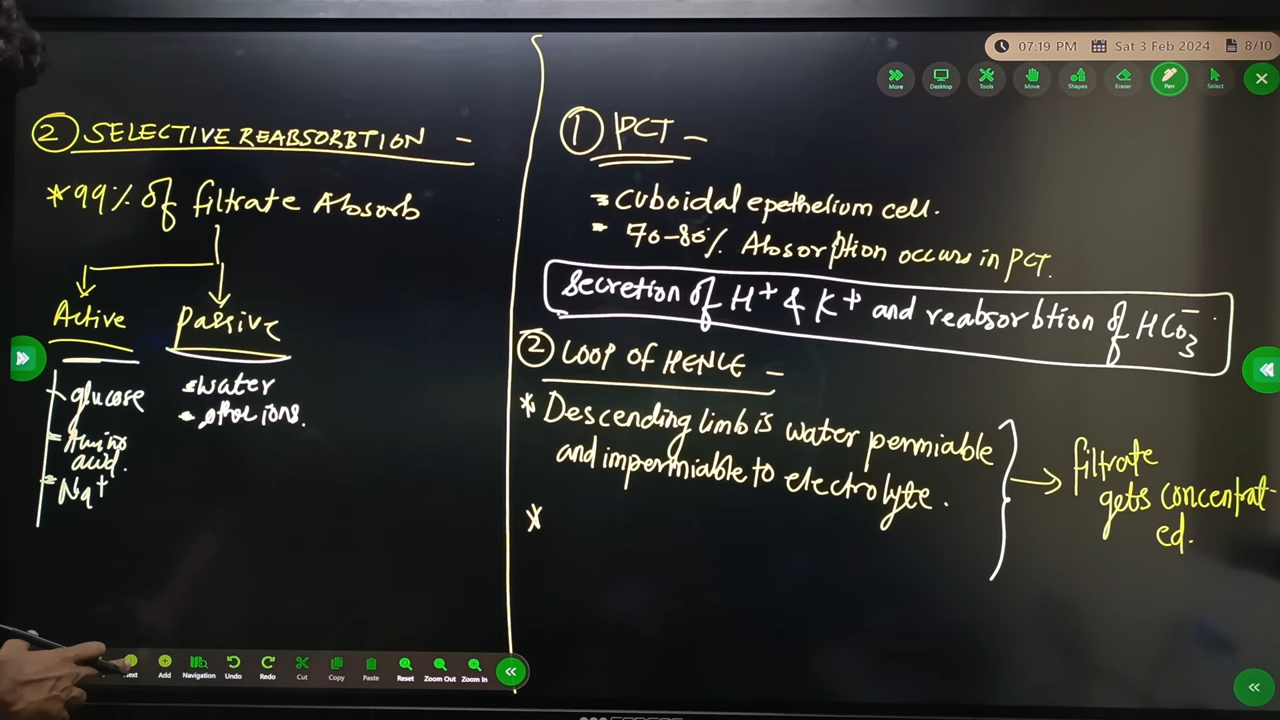 07:19 PM Sat 3 Feb 2024 8/10
More Desktop Tools Move Shapes Eraser Pen Select
② SELECTIVE REABSORBTION -
*99% of filtrate Absorb
Active
Passive
- glucose
- Amino
acid.
- Na+
- water
ions.
① PCT -
= Cuboidal epethelium cell.
- 70-80% Absorption occurs in PCT.
Secretion of H+ & K+ and reabsorbtion of HCO3-.
② LOOP OF HENCE -
* Descending limb is water permiable
and impermiable to electrolyte.
*
→ filtrate
gets concentrat-
ed.
Add Navigation Undo Redo Cut Copy Paste Reset Zoom Out Zoom In